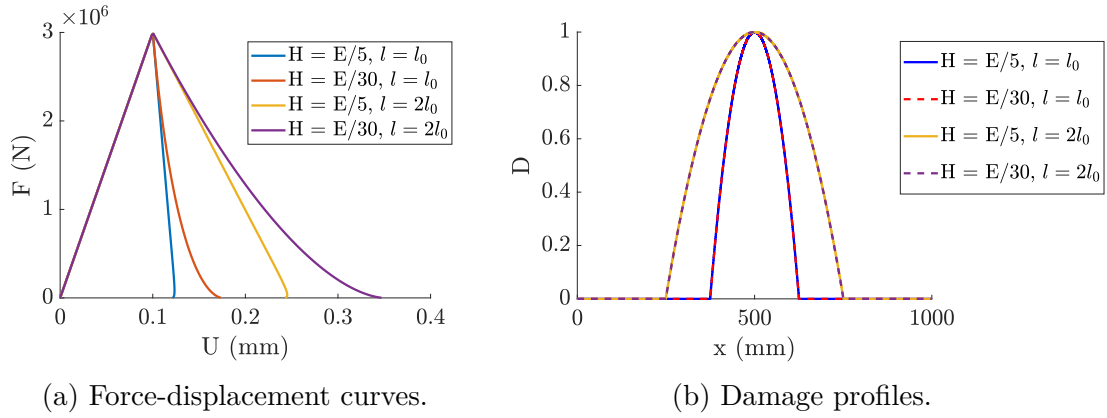 ×10⁶
3
2
1
0
F (N)
0
0.1
0.2
0.3
0.4
U (mm)
H = E/5, l = l₀
H = E/30, l = l₀
H = E/5, l = 2l₀
H = E/30, l = 2l₀
(a) Force-displacement curves.
1
0.8
0.6
0.4
0.2
0
D
0
500
1000
x (mm)
H = E/5, l = l₀
H = E/30, l = l₀
H = E/5, l = 2l₀
H = E/30, l = 2l₀
(b) Damage profiles.